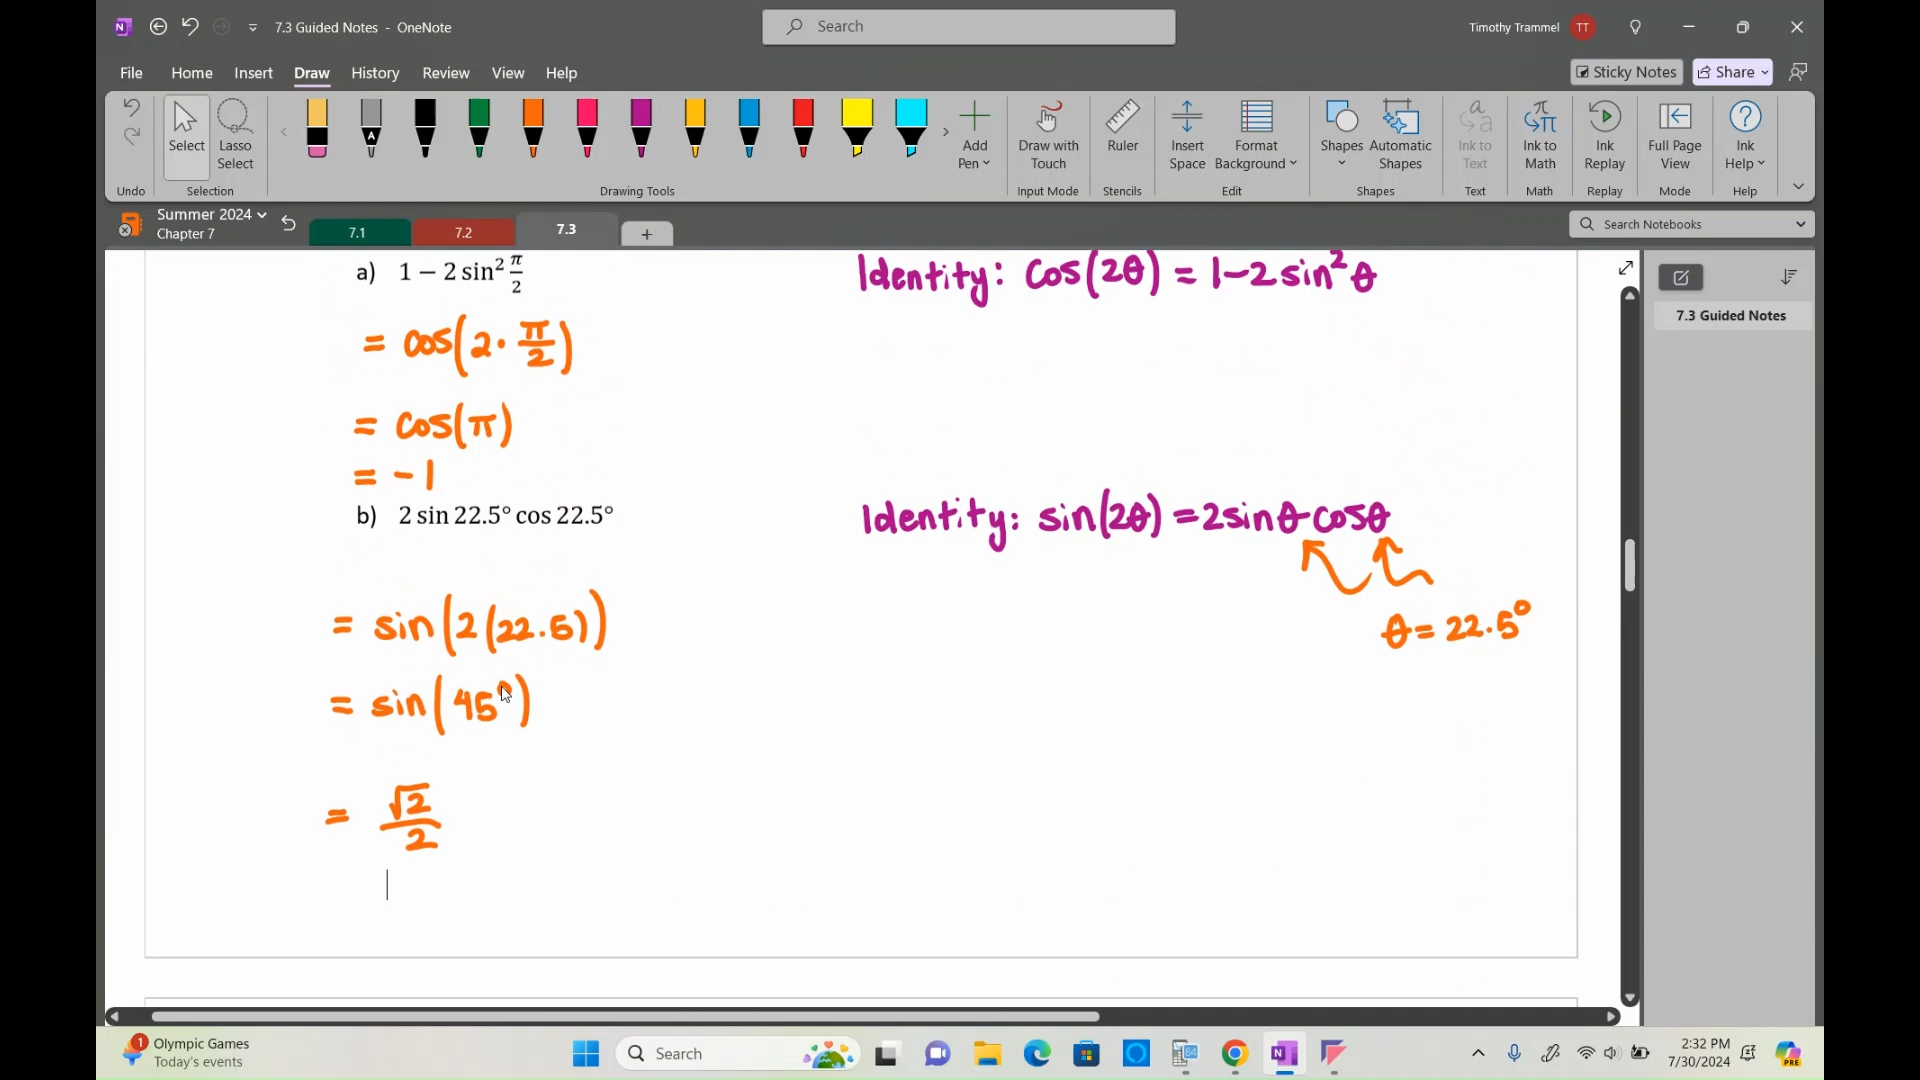 7.3 Guided Notes - OneNote
Search
Timothy Trammel
TT
File Home Insert Draw History Review View Help
Sticky Notes
Share
Undo
Select
Lasso Select
Selection
Drawing Tools
Add Pen
Draw with Touch
Input Mode
Ruler
Stencils
Insert Space
Format Background
Edit
Shapes
Automatic Shapes
Shapes
Ink to Text
Text
Ink to Math
Math
Ink Replay
Replay
Full Page View
Mode
Ink Help
Help
Summer 2024
Chapter 7
7.1
7.2
7.3
Search Notebooks
7.3 Guided Notes
a) 1 − 2 sin² π/2
Identity: cos(2θ) = 1-2sin²θ
= cos(2·π/2)
= cos(π)
= -1
b) 2 sin 22.5° cos 22.5°
Identity: sin(2θ) = 2sinθcosθ
= sin(2(22.5))
θ = 22.5°
= sin(45°)
= √2/2
1
Olympic Games
Today's events
Search
2:32 PM
7/30/2024
PRE